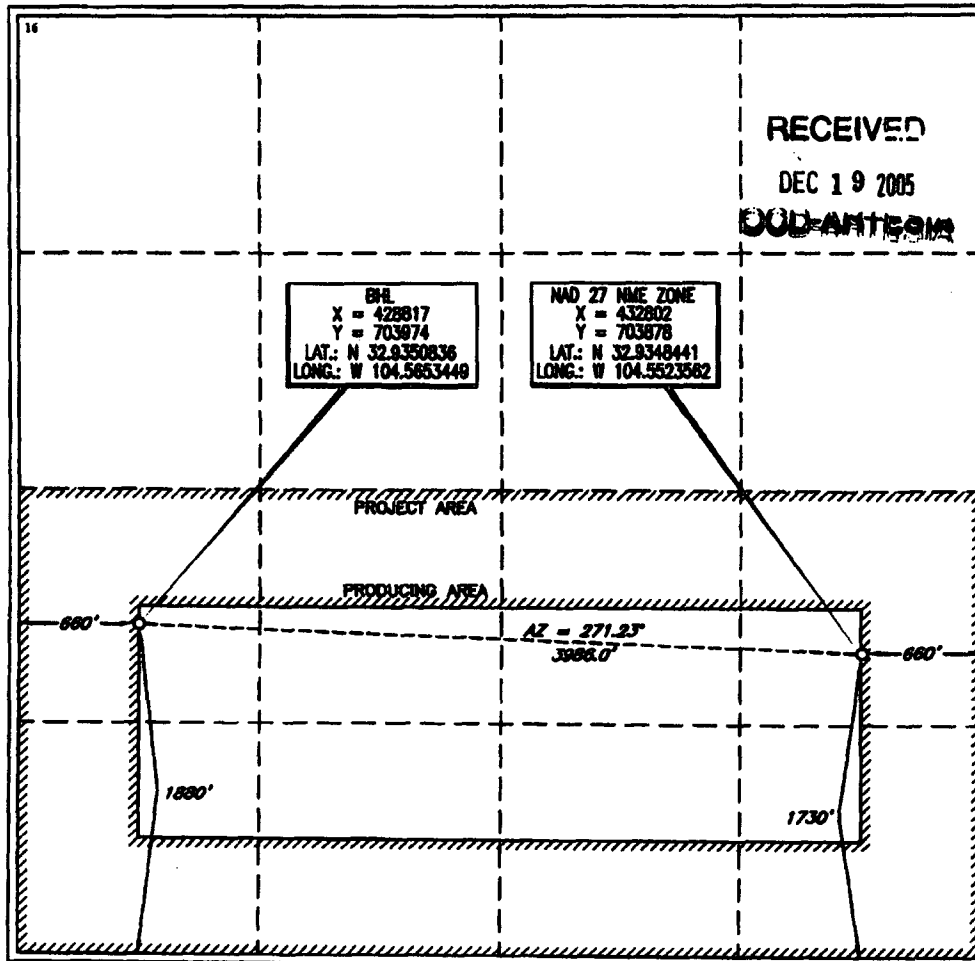 16
RECEIVED
DEC 19 2005
BHL
X = 428817
Y = 703974
LAT.: N 32.9350836
LONG.: W 104.5653449
NAD 27 NME ZONE
X = 432802
Y = 703878
LAT.: N 32.9348441
LONG.: W 104.5523562
PROJECT AREA
PRODUCING AREA
660'
AZ = 271.23°
3986.0'
660'
1880'
1730'